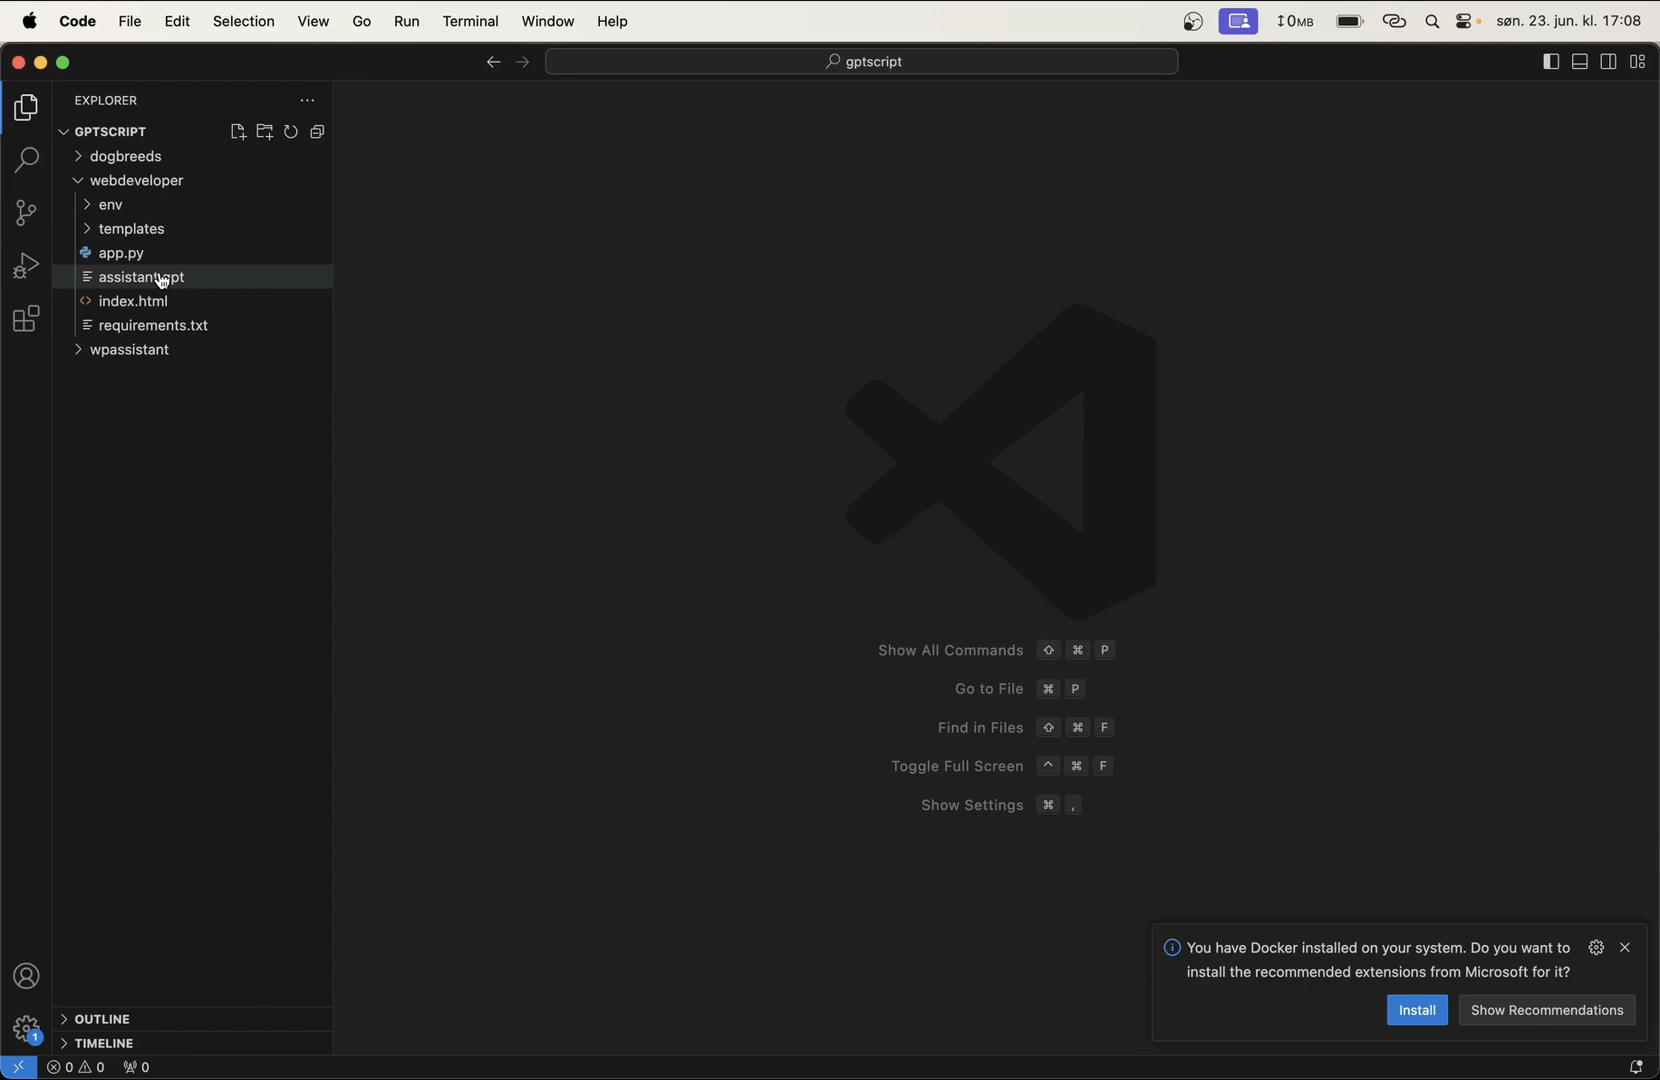 Code File Edit Selection View Go Run Terminal Window Help
0MB
søn. 23. jun. kl. 17:08
gptscript
EXPLORER
GPTSCRIPT
dogbreeds
webdeveloper
env
templates
app.py
assistant.gpt
index.html
requirements.txt
wpassistant
Show All Commands ⇧ ⌘ P
Go to File ⌘ P
Find in Files ⇧ ⌘ F
Toggle Full Screen ⌃ ⌘ F
Show Settings ⌘ ,
You have Docker installed on your system. Do you want to
install the recommended extensions from Microsoft for it?
Install
Show Recommendations
OUTLINE
TIMELINE
1
0 0 0